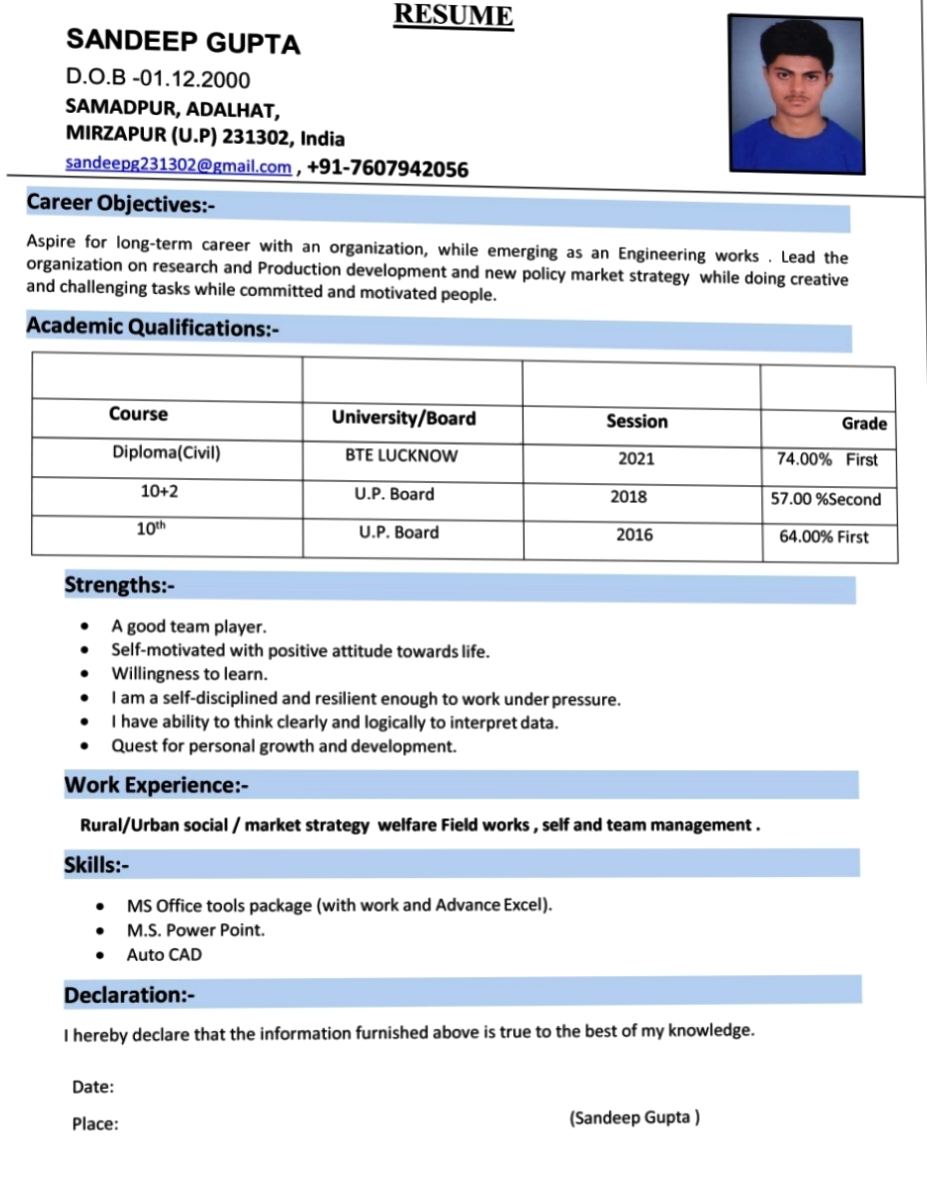 RESUME
SANDEEP GUPTA
D.O.B -01.12.2000
SAMADPUR, ADALHAT,
MIRZAPUR (U.P) 231302, India
sandeepg231302@gmail.com , +91-7607942056
Career Objectives:-
Aspire for long-term career with an organization, while emerging as an Engineering works . Lead the
organization on research and Production development and new policy market strategy while doing creative
and challenging tasks while committed and motivated people.
Academic Qualifications:-
Course University/Board Session Grade
Diploma(Civil) BTE LUCKNOW 2021 74.00% First
10+2 U.P. Board 2018 57.00 %Second
10th U.P. Board 2016 64.00% First
Strengths:-
• A good team player.
• Self-motivated with positive attitude towards life.
• Willingness to learn.
• I am a self-disciplined and resilient enough to work under pressure.
• I have ability to think clearly and logically to interpret data.
• Quest for personal growth and development.
Work Experience:-
Rural/Urban social / market strategy welfare Field works , self and team management .
Skills:-
• MS Office tools package (with work and Advance Excel).
• M.S. Power Point.
• Auto CAD
Declaration:-
I hereby declare that the information furnished above is true to the best of my knowledge.
Date:
Place: (Sandeep Gupta )